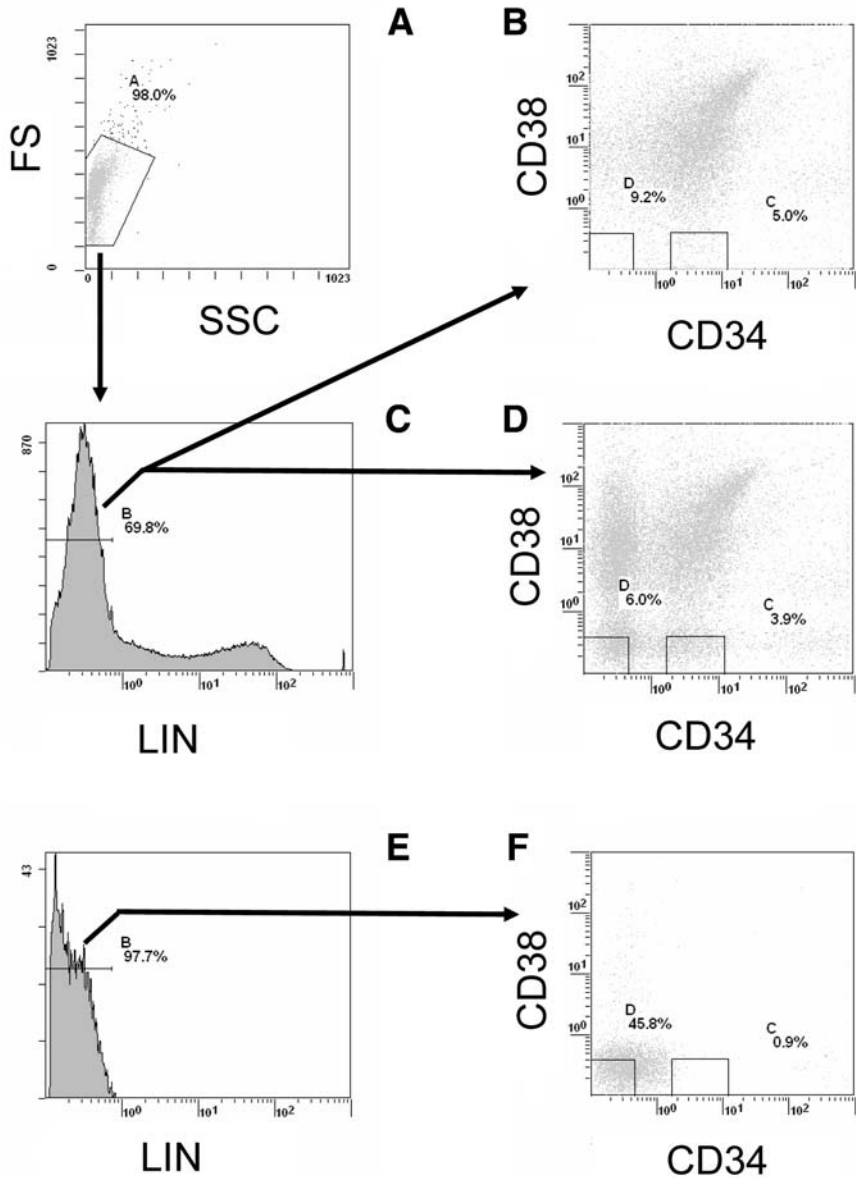 A
1023
A
98.0%
FS
0
0
1023
SSC
B
10²
CD38
10¹
D
9.2%
10⁰
C
5.0%
10⁰
10¹
10²
CD34
C
870
B
69.8%
10⁰
10¹
10²
LIN
D
10²
CD38
10¹
D
6.0%
10⁰
C
3.9%
10⁰
10¹
10²
CD34
E
43
B
97.7%
10⁰
10¹
10²
LIN
F
10²
CD38
10¹
D
45.8%
10⁰
C
0.9%
10⁰
10¹
10²
CD34